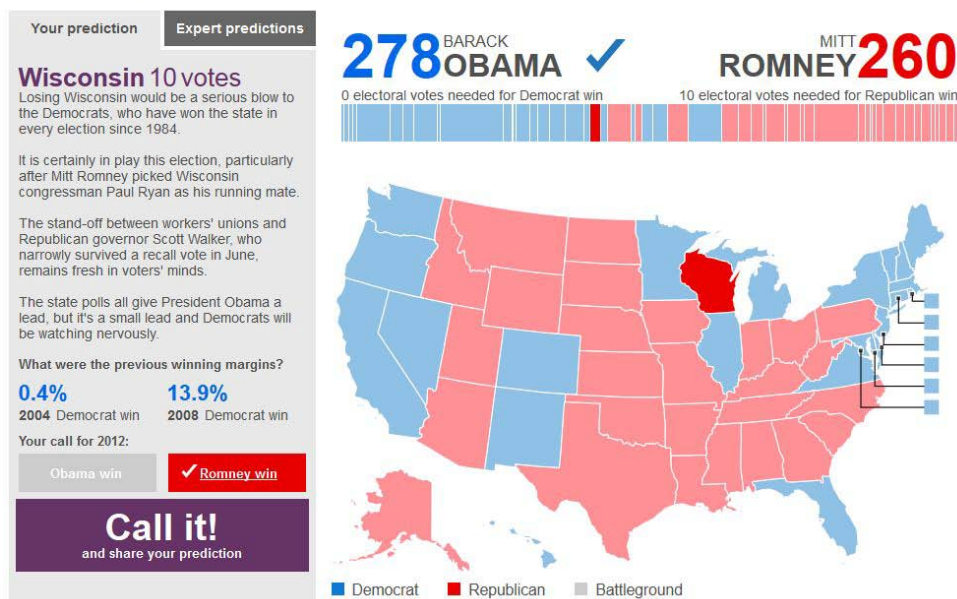 Your prediction
Expert predictions
Wisconsin 10 votes
Losing Wisconsin would be a serious blow to
the Democrats, who have won the state in
every election since 1984.
It is certainly in play this election, particularly
after Mitt Romney picked Wisconsin
congressman Paul Ryan as his running mate.
The stand-off between workers' unions and
Republican governor Scott Walker, who
narrowly survived a recall vote in June,
remains fresh in voters' minds.
The state polls all give President Obama a
lead, but it's a small lead and Democrats will
be watching nervously.
What were the previous winning margins?
0.4% 13.9%
2004 Democrat win 2008 Democrat win
Your call for 2012:
Obama win
Romney win
Call it!
and share your prediction
278 BARACK
OBAMA
0 electoral votes needed for Democrat win
MITT
ROMNEY 260
10 electoral votes needed for Republican win
Democrat Republican Battleground